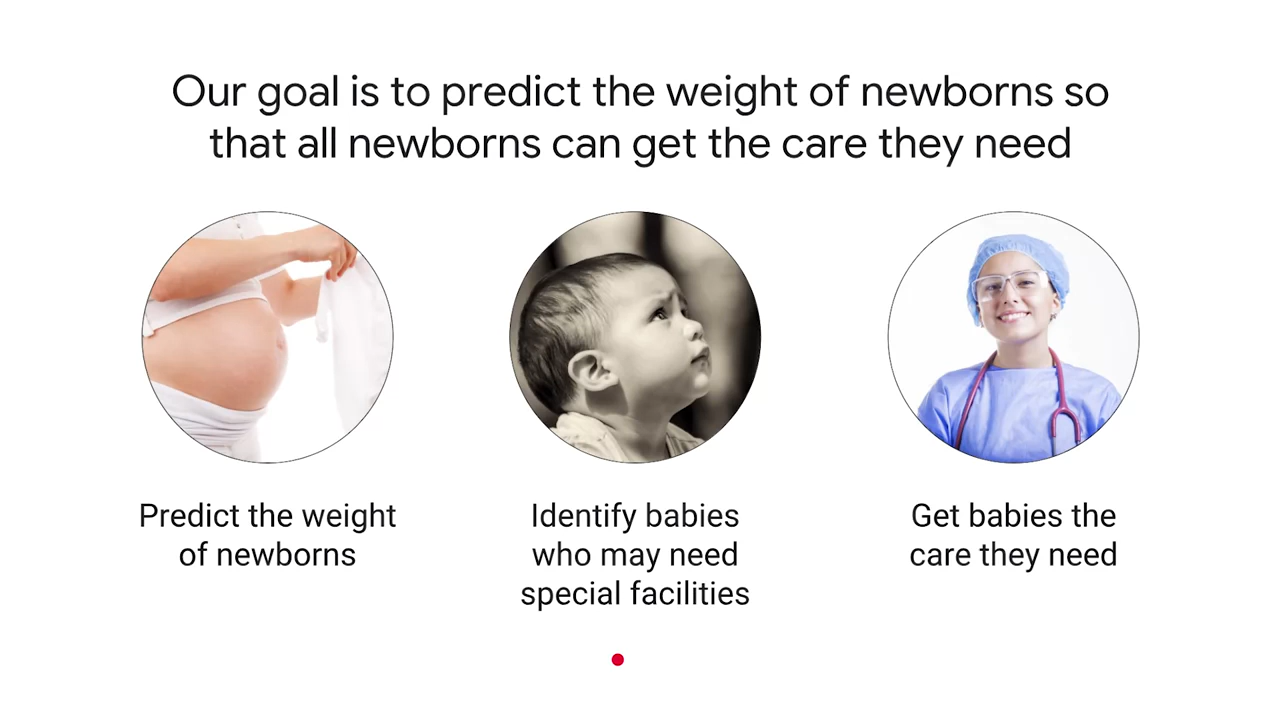 Our goal is to predict the weight of newborns so
that all newborns can get the care they need
Predict the weight
of newborns
Identify babies
who may need
special facilities
Get babies the
care they need